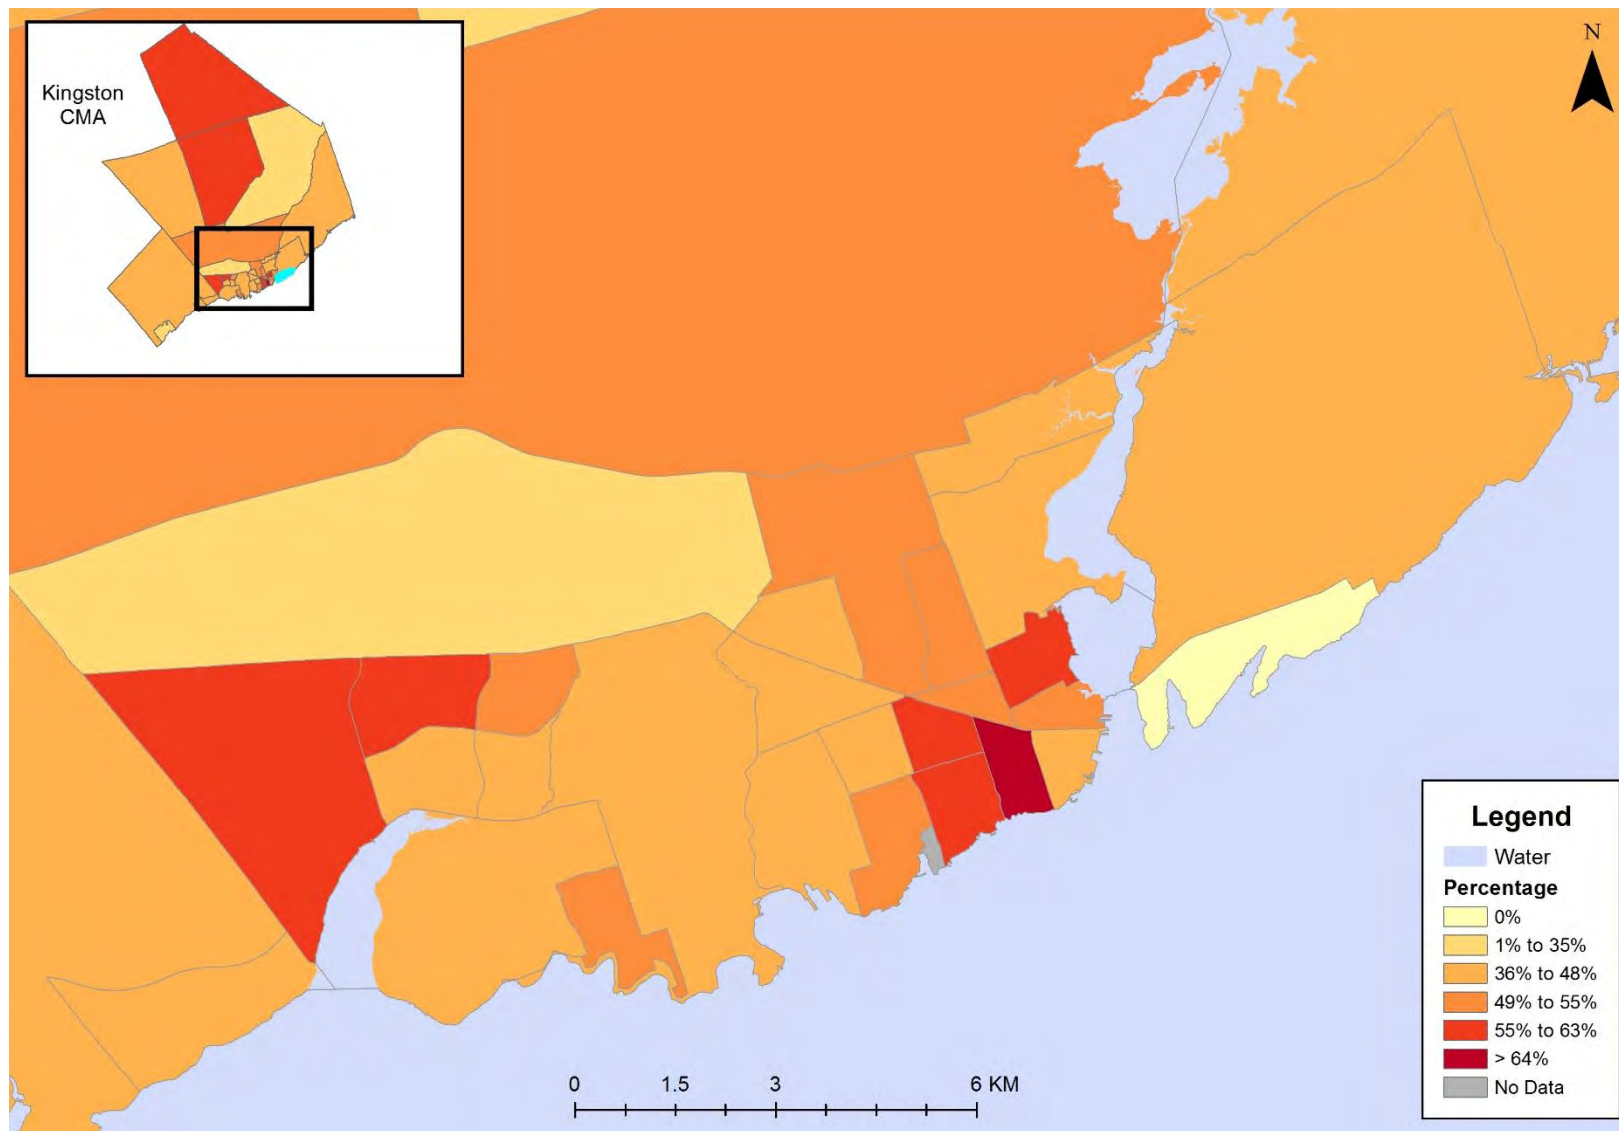 Kingston
CMA
N
Legend
Water
Percentage
0%
1% to 35%
36% to 48%
49% to 55%
55% to 63%
> 64%
No Data
0 1.5 3 6 KM